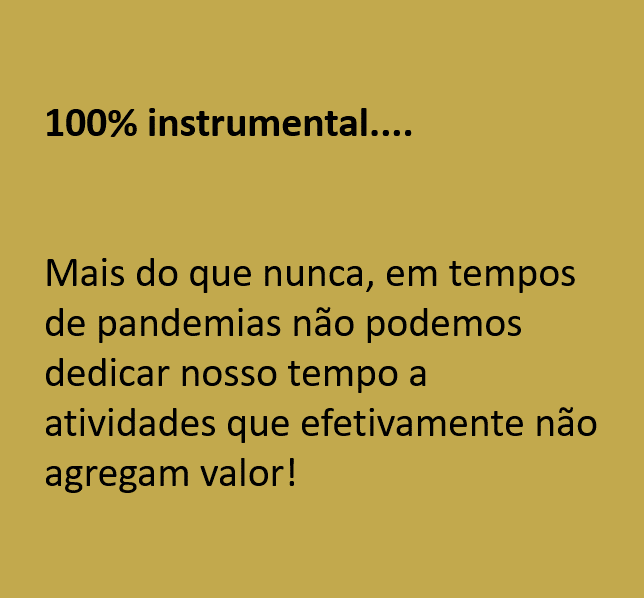 100% instrumental....
Mais do que nunca, em tempos
de pandemias não podemos
dedicar nosso tempo a
atividades que efetivamente não
agregam valor!